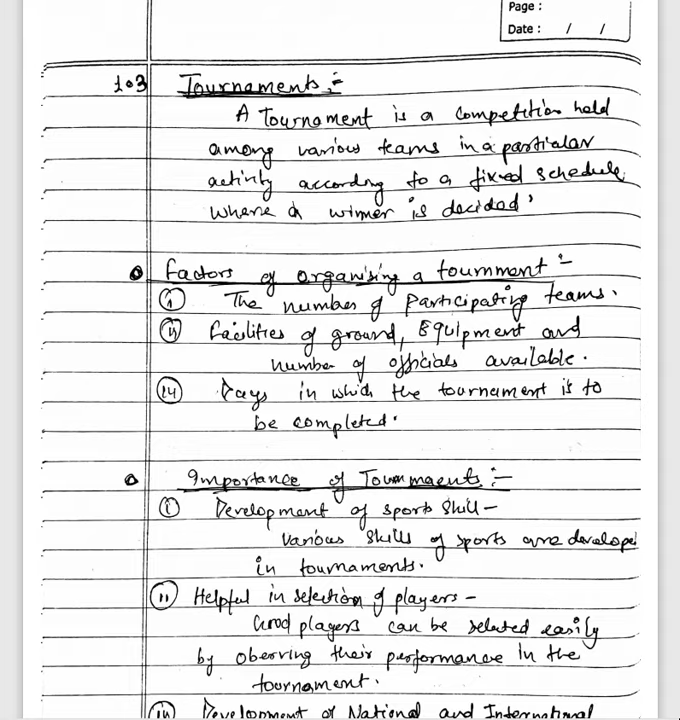 Page :
Date : / /
1.3 Tournaments :-
A Tournament is a competition held
among various teams in a particular
activity according to a fixed schedule
where a winner is decided.
Factors of organising a tournment :-
(i) The number of participating teams.
(ii) Facilities of ground, Equipment and
number of officials available.
(iii) Days in which the tournament is to
be completed.
Importance of Tournmaents :-
(i) Development of sports skill -
Various skills of sports are develope
in tournaments.
(ii) Helpful in selection of players -
Good players can be selected easily
by observing their performance in the
tournament.
(iii) Development of National and International